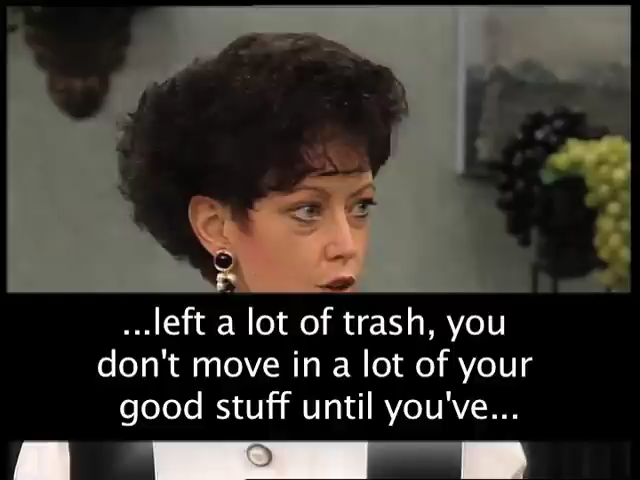 ...left a lot of trash, you
don't move in a lot of your
good stuff until you've...